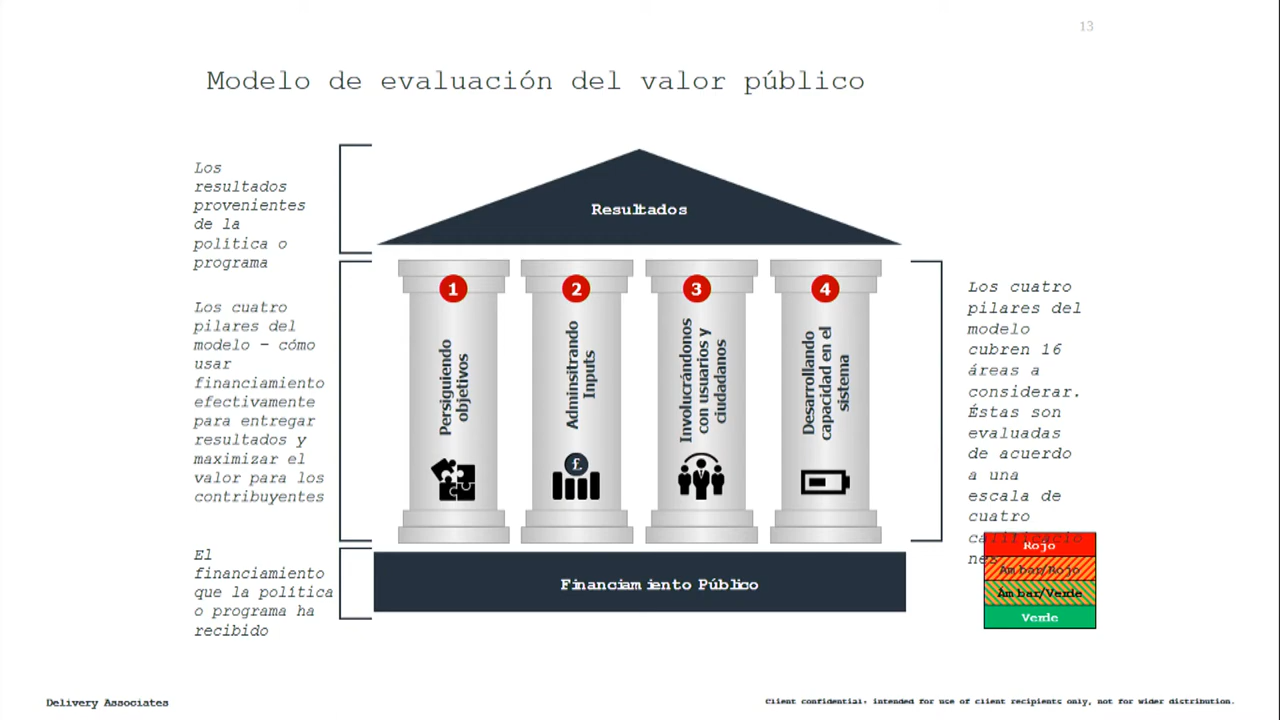 13
Modelo de evaluación del valor público
Los
resultados
provenientes
de la
política o
programa
Resultados
Los cuatro
pilares del
modelo – cómo
usar
financiamiento
efectivamente
para entregar
resultados y
maximizar el
valor para los
contribuyentes
1
Persiguiendo
objetivos
2
Adminsitrando
Inputs
£
3
Involucrándonos
con usuarios y
ciudadanos
4
Desarrollando
capacidad en el
sistema
Los cuatro
pilares del
modelo
cubren 16
áreas a
considerar.
Éstas son
evaluadas
de acuerdo
a una
escala de
cuatro
calificacio
nes
Rojo
Ambar/Rojo
Ambar/Verde
Verde
El
financiamiento
que la política
o programa ha
recibido
Financiamiento Público
Delivery Associates
Client confidential: intended for use of client recipients only, not for wider distribution.